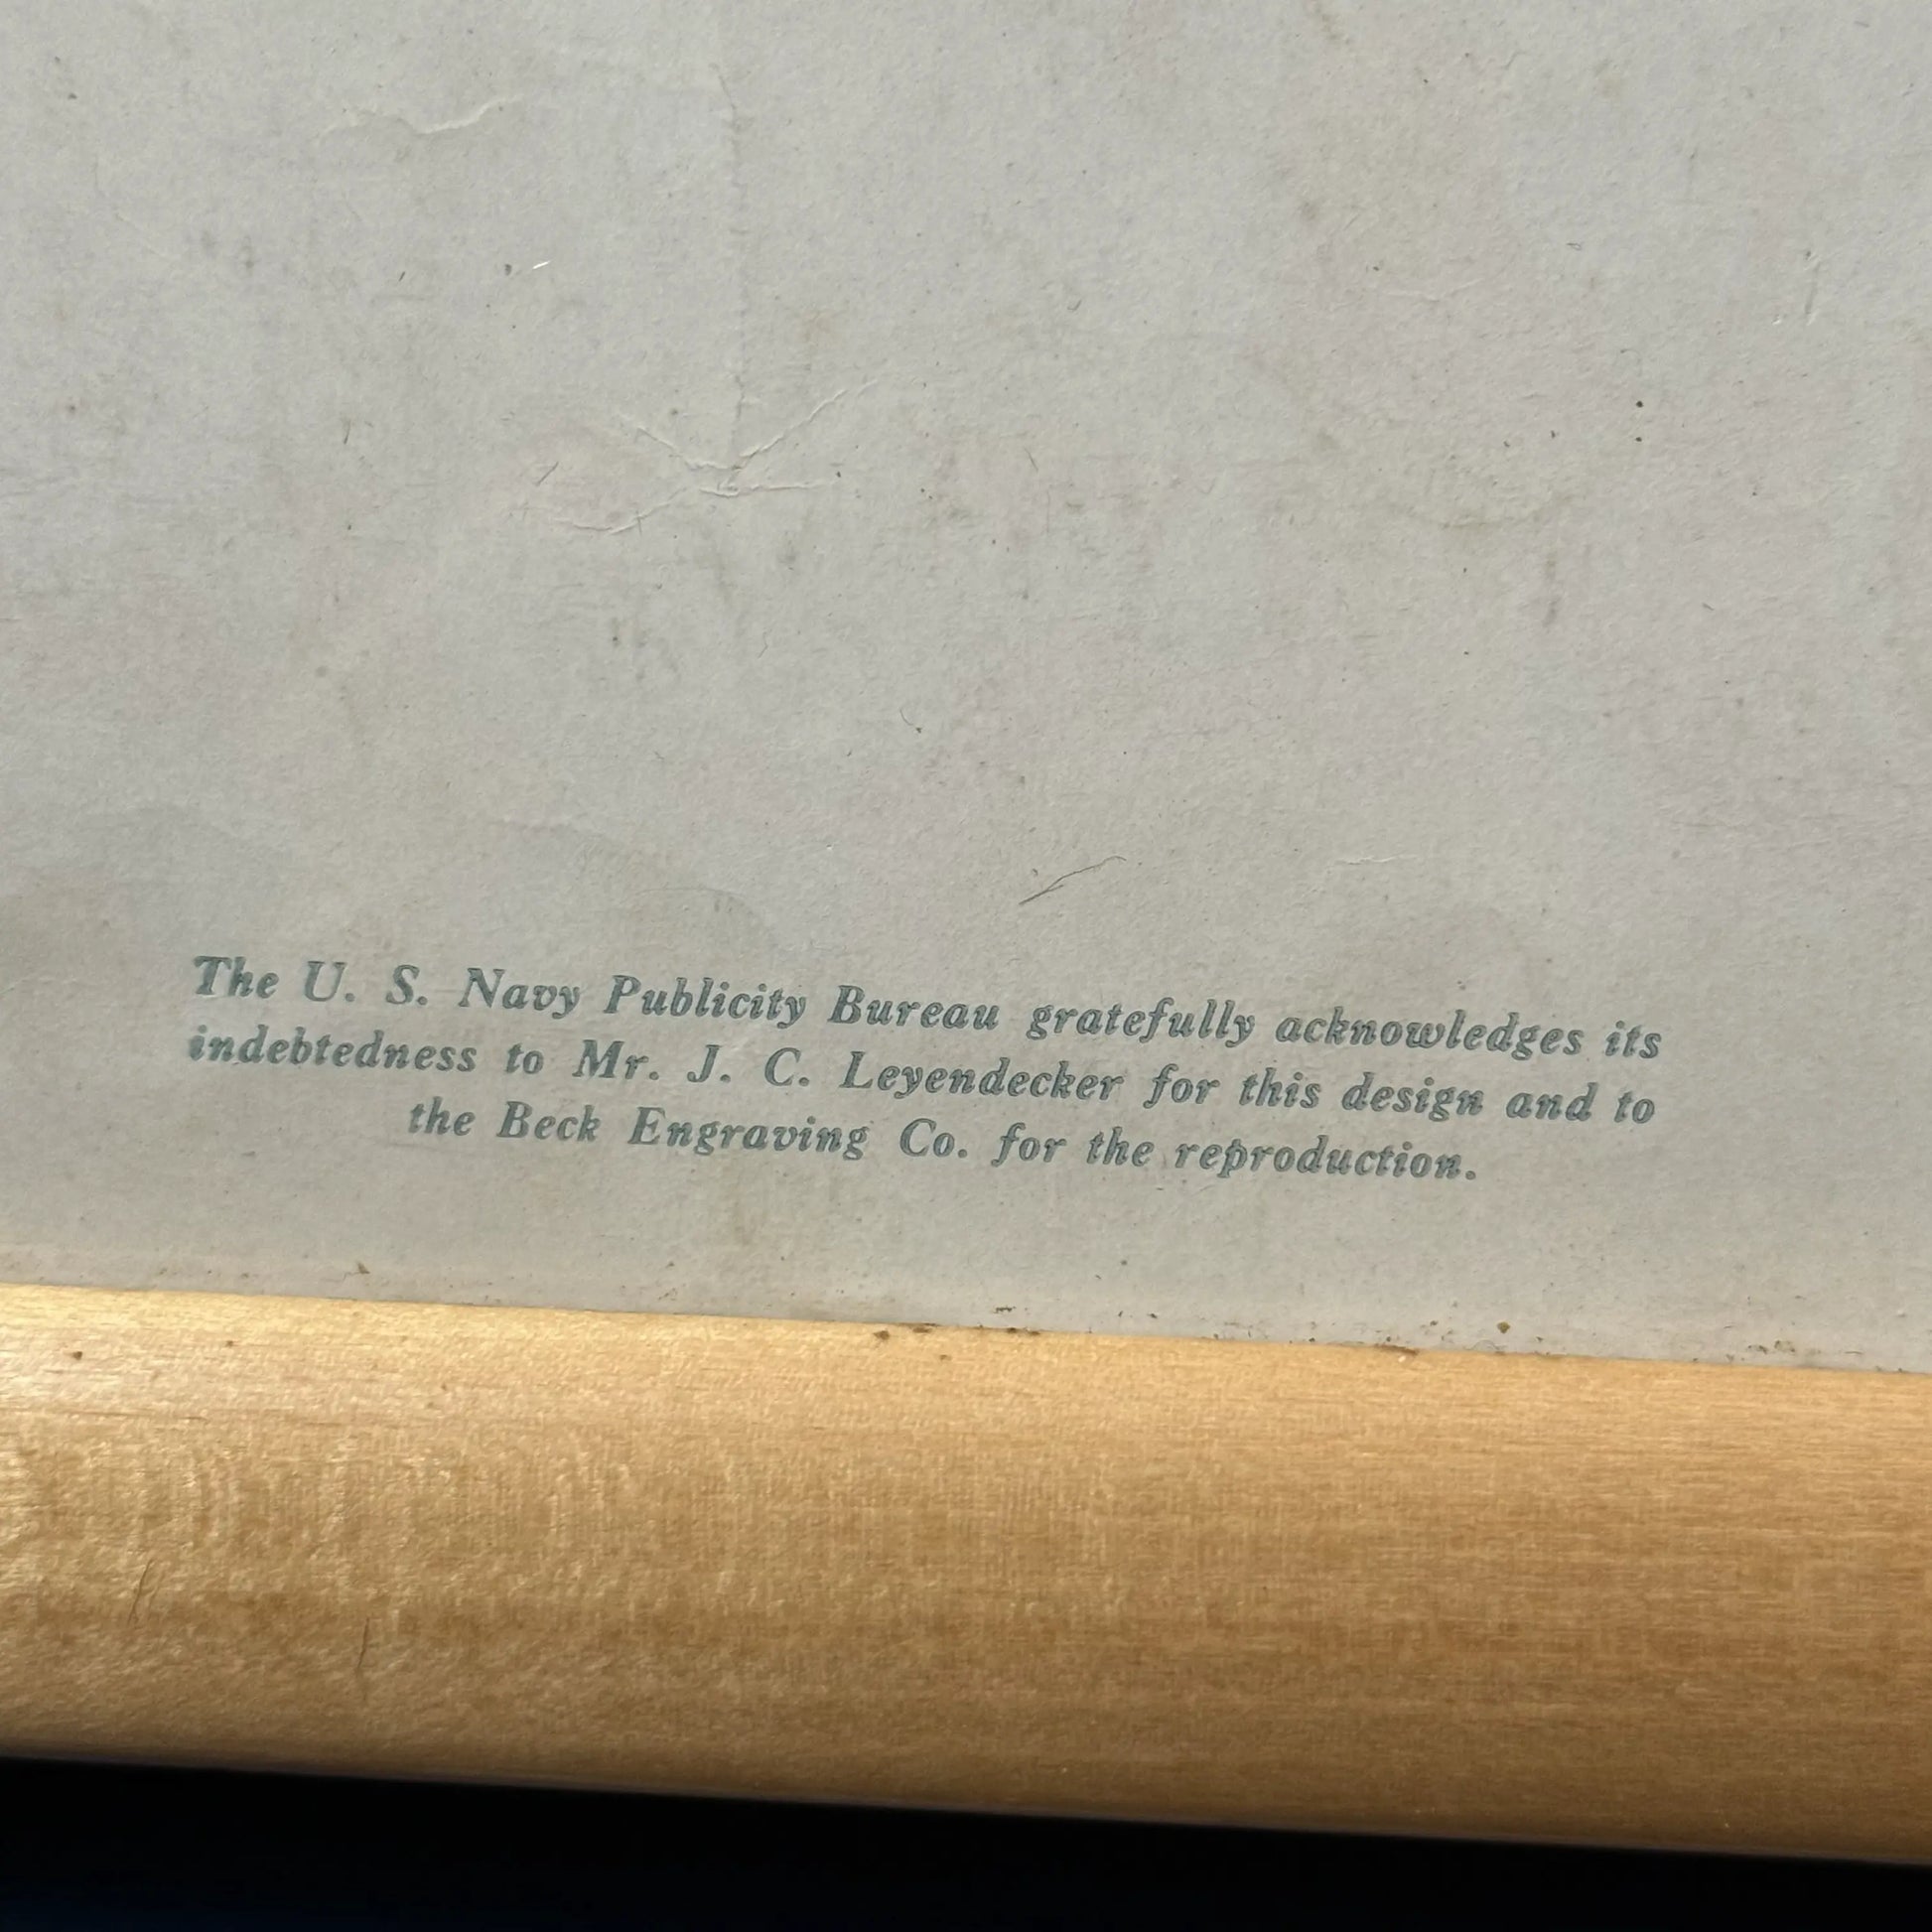 The U. S. Navy Publicity Bureau gratefully acknowledges its
indebtedness to Mr. J. C. Leyendecker for this design and to
the Beck Engraving Co. for the reproduction.